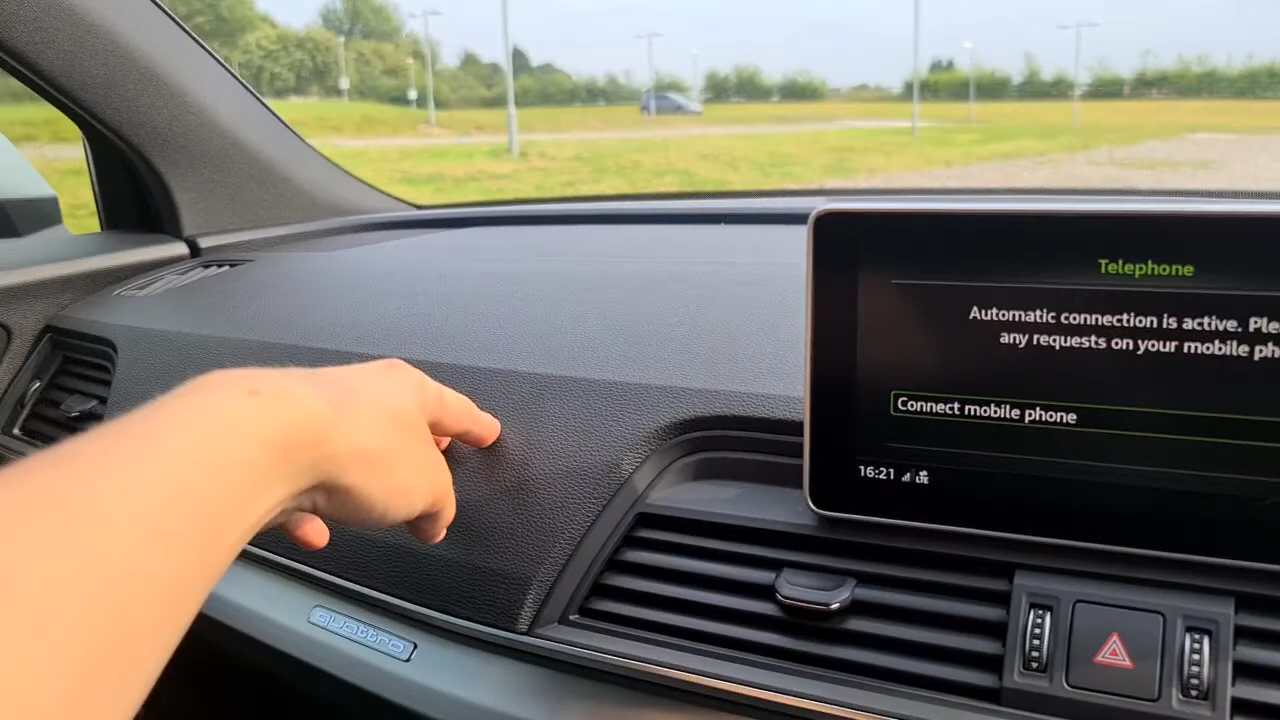 Telephone
Automatic connection is active. Ple
any requests on your mobile ph
Connect mobile phone
16:21 LTE
quattro